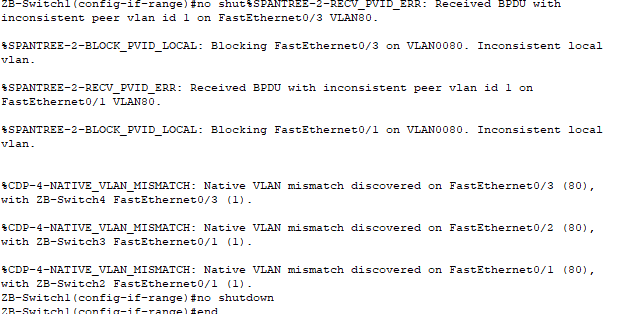 ZB-Switch1(config-if-range)#no shut%SPANTREE-2-RECV_PVID_ERR: Received BPDU with
inconsistent peer vlan id 1 on FastEthernet0/3 VLAN80.
%SPANTREE-2-BLOCK_PVID_LOCAL: Blocking FastEthernet0/3 on VLAN0080. Inconsistent local
vlan.
%SPANTREE-2-RECV_PVID_ERR: Received BPDU with inconsistent peer vlan id 1 on
FastEthernet0/1 VLAN80.
%SPANTREE-2-BLOCK_PVID_LOCAL: Blocking FastEthernet0/1 on VLAN0080. Inconsistent local
vlan.
%CDP-4-NATIVE_VLAN_MISMATCH: Native VLAN mismatch discovered on FastEthernet0/3 (80),
with ZB-Switch4 FastEthernet0/3 (1).
%CDP-4-NATIVE_VLAN_MISMATCH: Native VLAN mismatch discovered on FastEthernet0/2 (80),
with ZB-Switch3 FastEthernet0/1 (1).
%CDP-4-NATIVE_VLAN_MISMATCH: Native VLAN mismatch discovered on FastEthernet0/1 (80),
with ZB-Switch2 FastEthernet0/1 (1).
ZB-Switch1(config-if-range)#no shutdown
ZB-Switch1(config-if-range)#end